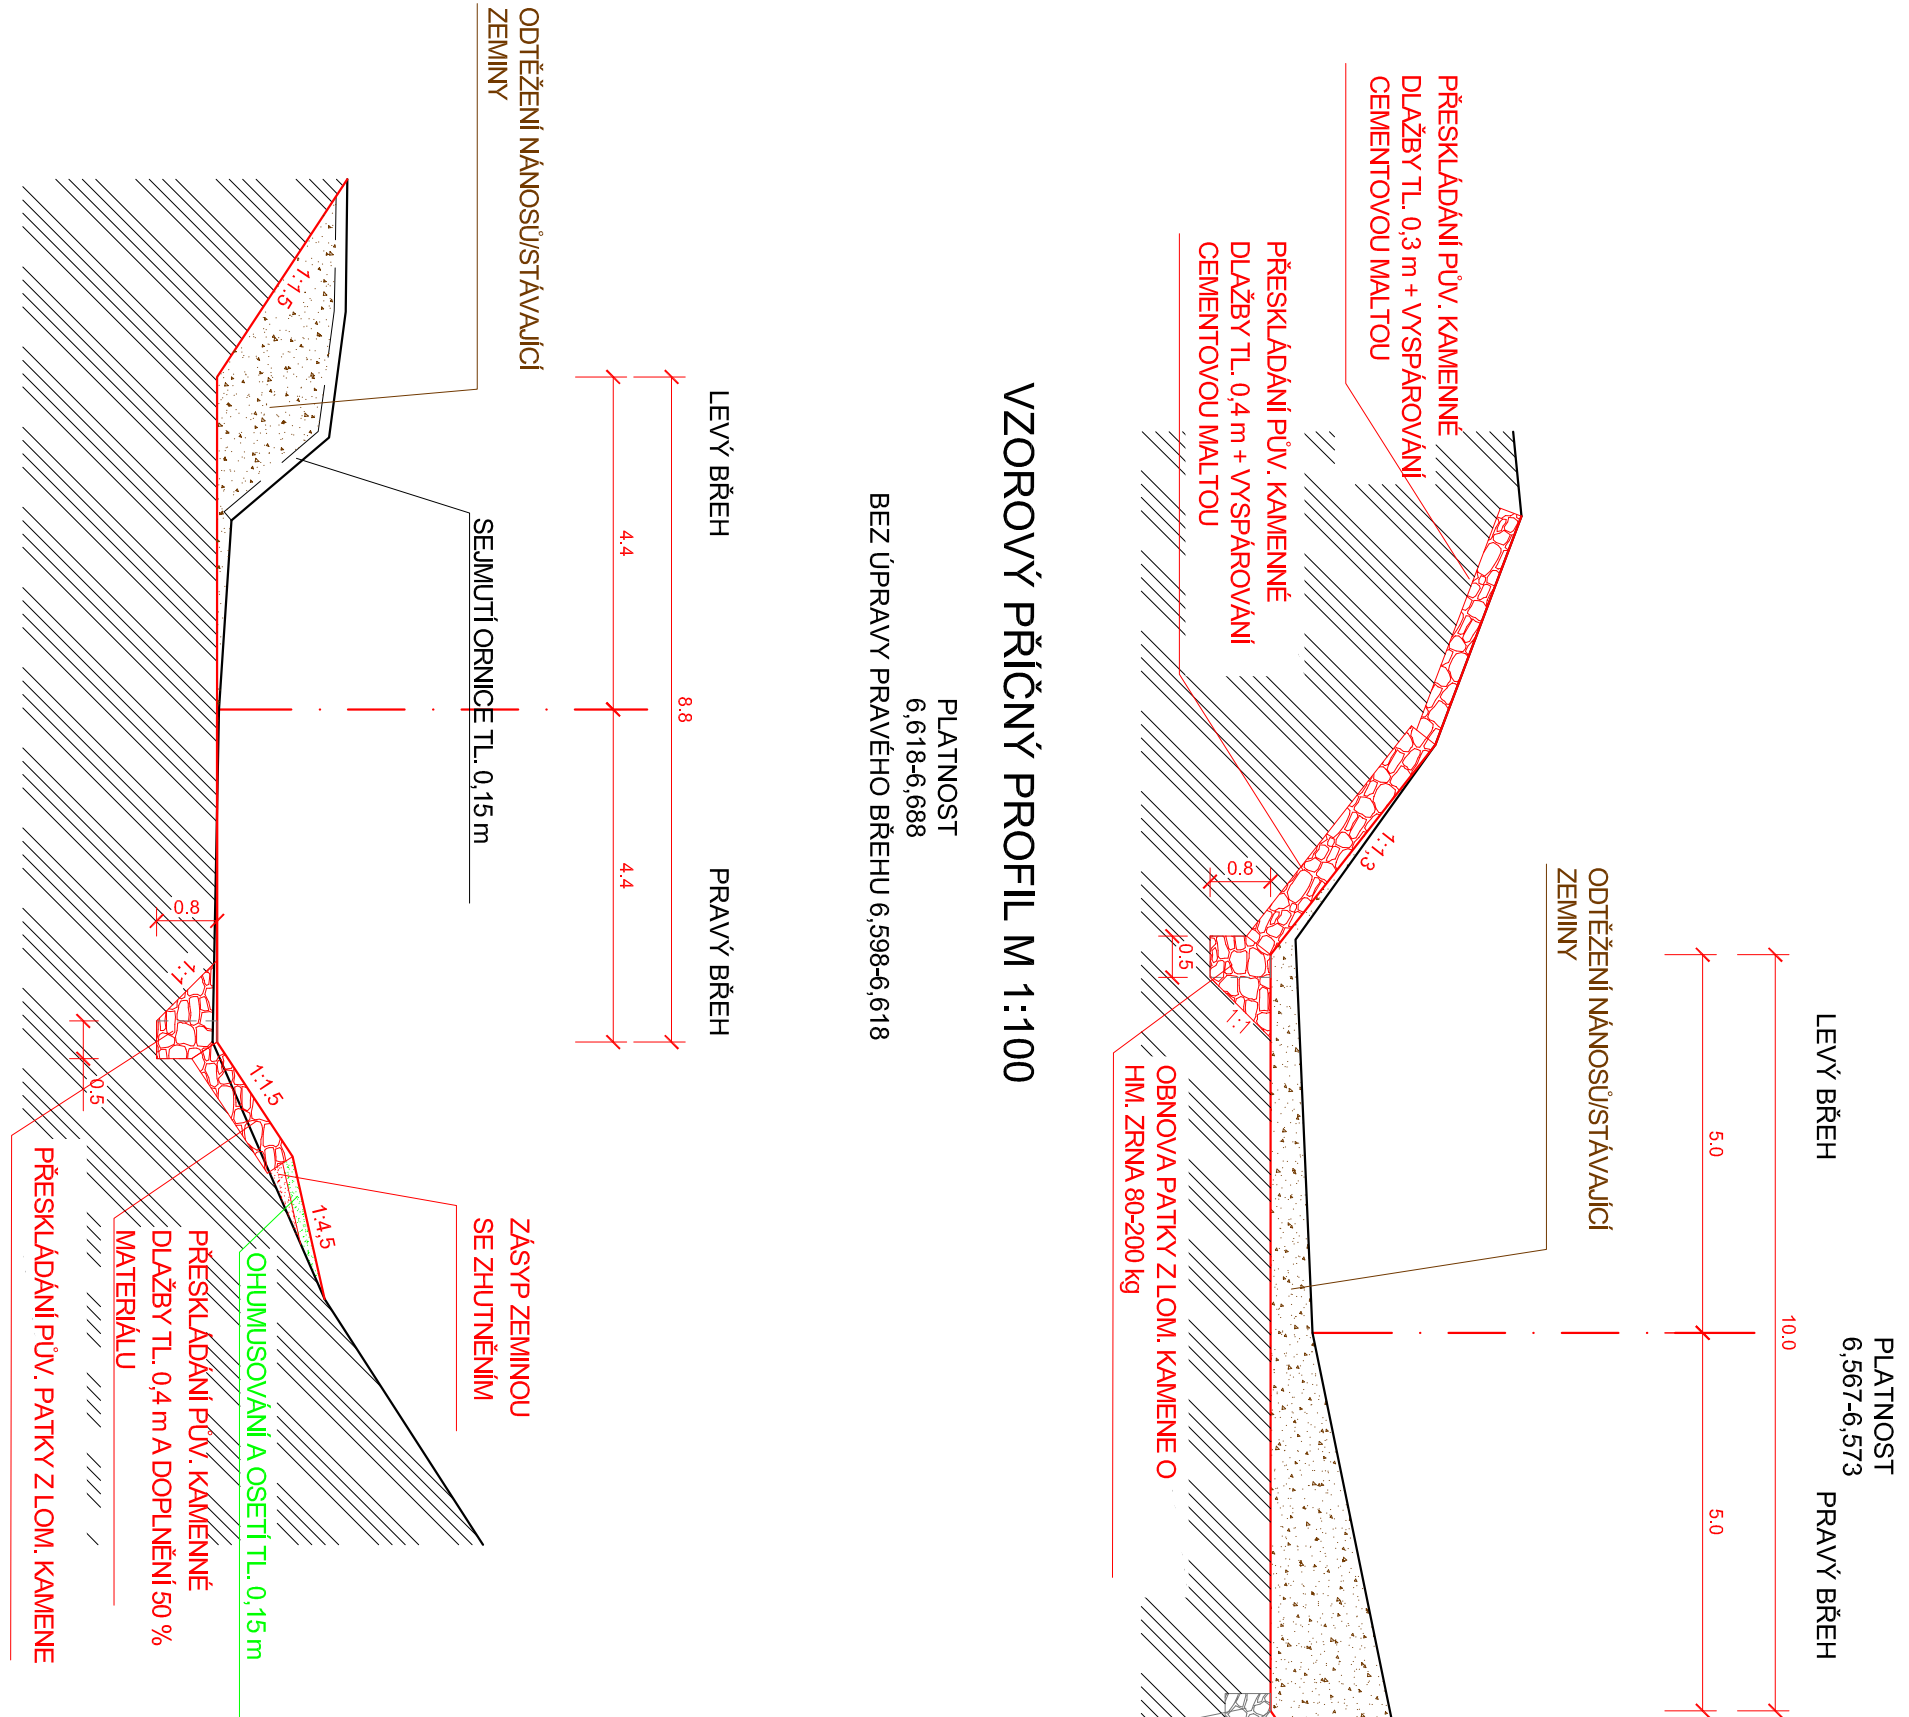 PLATNOST
6,567-6,573
LEVÝ BŘEH
PRAVÝ BŘEH
10.0
5.0
5.0
ODTĚŽENÍ NÁNOSŮ/STÁVAJÍCÍ
ZEMINY
PŘESKLÁDÁNÍ PŮV. KAMENNÉ
DLAŽBY TL. 0,3 m + VYSPÁROVÁNÍ
CEMENTOVOU MALTOU
1:1,3
PŘESKLÁDÁNÍ PŮV. KAMENNÉ
DLAŽBY TL. 0,4 m + VYSPÁROVÁNÍ
CEMENTOVOU MALTOU
0.8
0.5
1:1
OBNOVA PATKY Z LOM. KAMENE O
HM. ZRNA 80-200 kg
VZOROVÝ PŘÍČNÝ PROFIL M 1:100
PLATNOST
6,618-6,688
BEZ ÚPRAVY PRAVÉHO BŘEHU 6,598-6,618
LEVÝ BŘEH
PRAVÝ BŘEH
8.8
4.4
4.4
ODTĚŽENÍ NÁNOSŮ/STÁVAJÍCÍ
ZEMINY
SEJMUTÍ ORNICE TL. 0,15 m
ZÁSYP ZEMINOU
SE ZHUTNĚNÍM
1:1.5
1:4,5
1:1.5
OHUMUSOVÁNÍ A OSETÍ TL. 0,15 m
0.8
1:1
0.5
PŘESKLÁDÁNÍ PŮV. KAMENNÉ
DLAŽBY TL. 0,4 m A DOPLNĚNÍ 50 %
MATERIÁLU
PŘESKLÁDÁNÍ PŮV. PATKY Z LOM. KAMENE